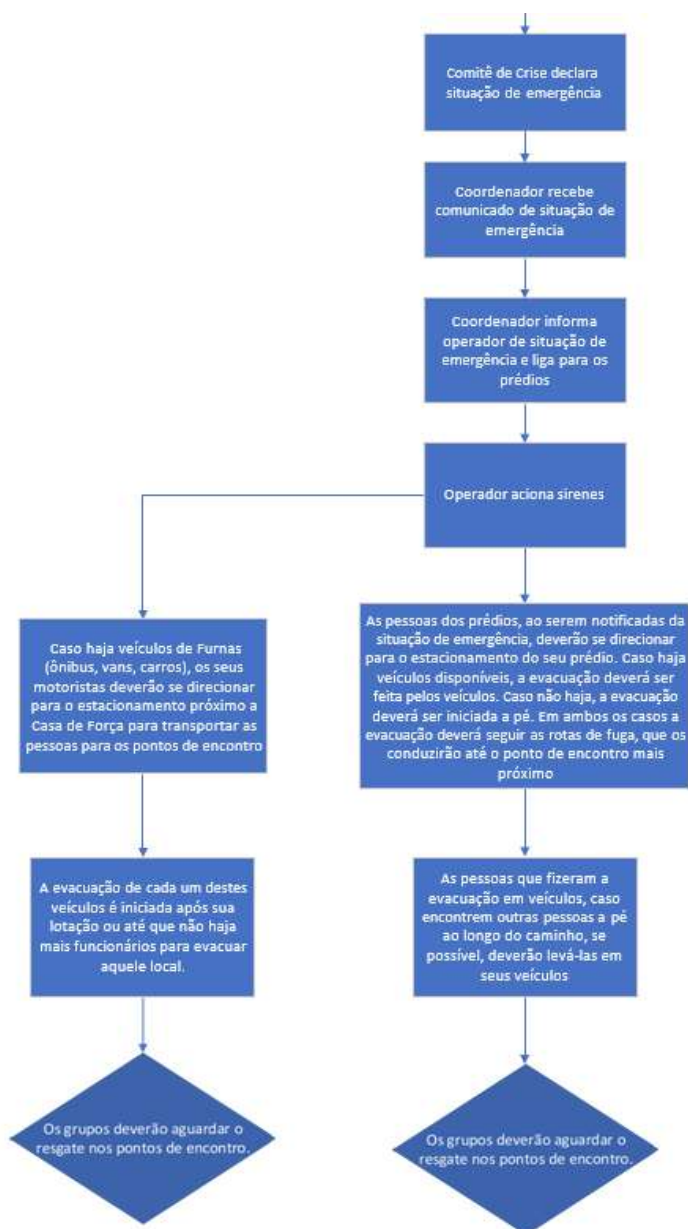 Comitê de Crise declara
situação de emergência
Coordenador recebe
comunicado de situação de
emergência
Coordenador informa
operador de situação de
emergência e liga para os
prédios
Operador aciona sirenes
Caso haja veículos de Furnas
(ônibus, vans, carros), os seus
motoristas deverão se direcionar
para o estacionamento próximo a
Casa de Força para transportar as
pessoas para os pontos de encontro
A evacuação de cada um destes
veículos é iniciada após sua
lotação ou até que não haja
mais funcionários para evacuar
aquele local.
Os grupos deverão aguardar o
resgate nos pontos de encontro.
As pessoas dos prédios, ao serem notificadas da
situação de emergência, deverão se direcionar
para o estacionamento do seu prédio. Caso haja
veículos disponíveis, a evacuação deverá ser
feita pelos veículos. Caso não haja, a evacuação
deverá ser iniciada a pé. Em ambos os casos a
evacuação deverá seguir as rotas de fuga, que os
conduzirão até o ponto de encontro mais
próximo
As pessoas que fizeram a
evacuação em veículos, caso
encontrem outras pessoas a pé
ao longo do caminho, se
possível, deverão levá-las em
seus veículos
Os grupos deverão aguardar o
resgate nos pontos de encontro.